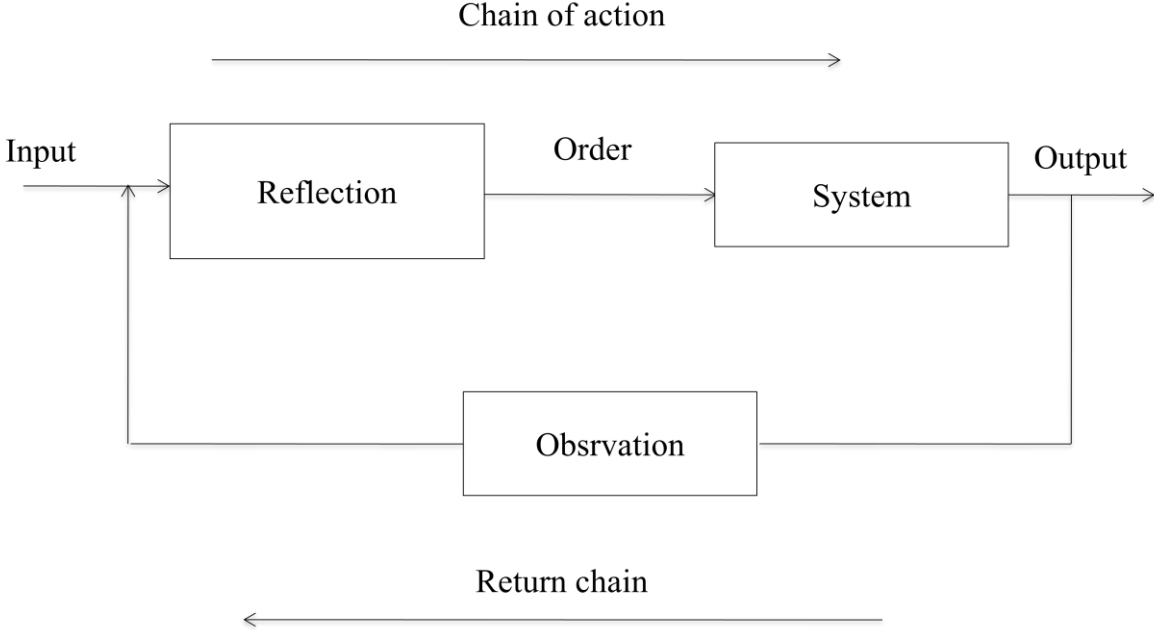 Chain of action
Input
Reflection
Order
System
Output
Obsrvation
Return chain